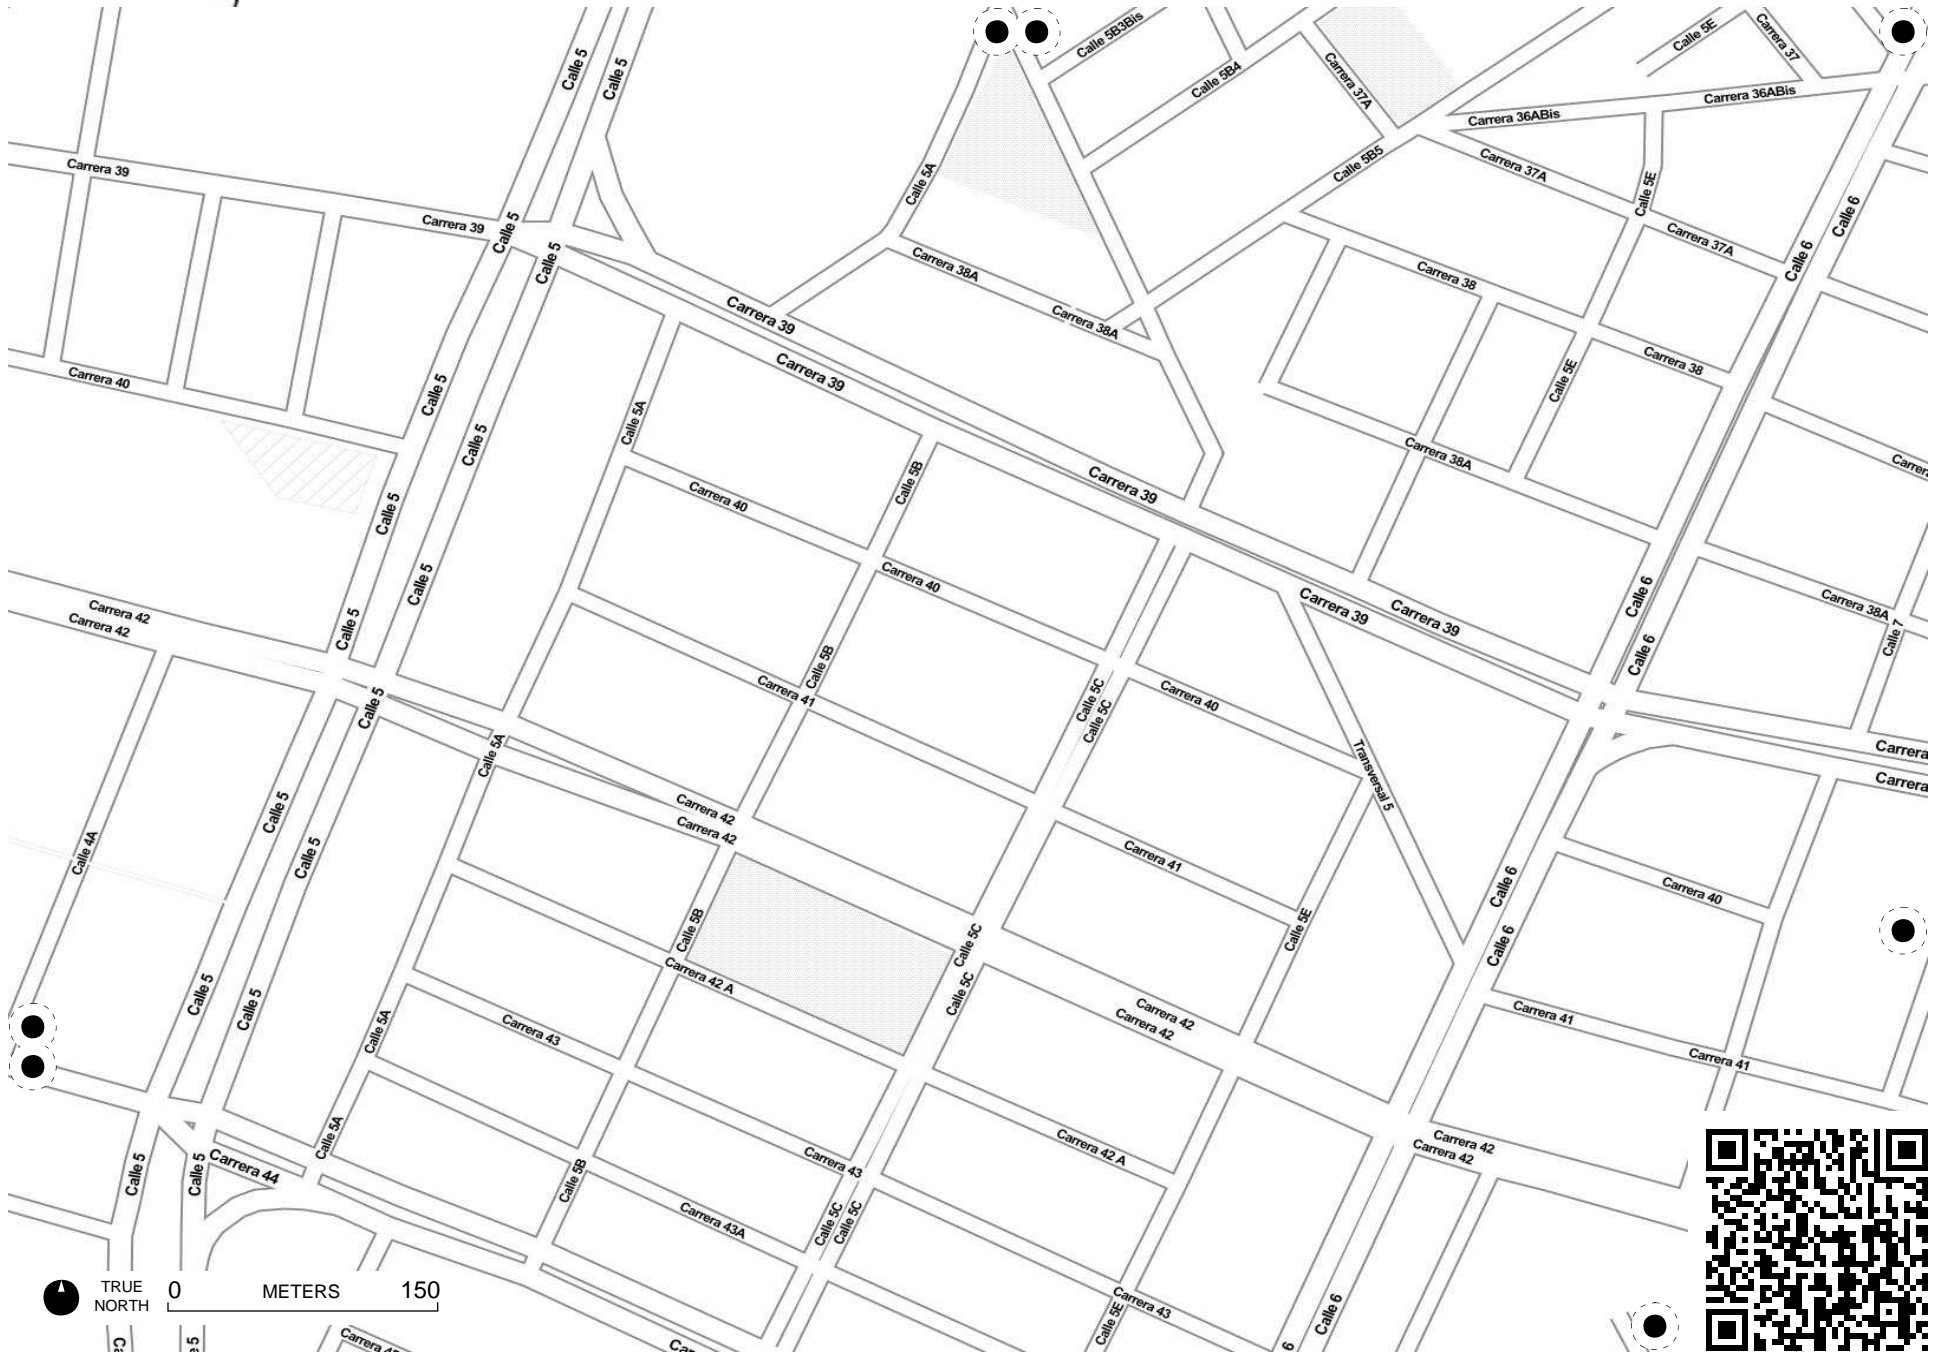 Calle 5
Calle 5
Calle 5B3Bis
Calle 5B4
Calle 5E
Carrera 37
Carrera 37A
Carrera 36ABis
Carrera 36ABis
Carrera 39
Calle 5A
Calle 5B5
Carrera 37A
Calle 5E
Calle 6
Carrera 39
Calle 5
Calle 5
Carrera 38A
Carrera 38
Carrera 37A
Calle 6
Carrera 39
Carrera 38A
Carrera 40
Calle 5
Carrera 39
Calle 5E
Carrera 38
Calle 5A
Calle 5
Carrera 38A
Calle 5
Carrera 40
Calle 5B
Carrera 39
Calle 5
Carrera 40
Carrera 42
Carrera 42
Calle 5
Carrera 39
Carrera 39
Calle 6
Carrera 38A
Calle 7
Calle 6
Calle 5
Calle 5B
Carrera 41
Calle 5C
Calle 5C
Carrera 40
Calle 5A
Transversal 5
Carrera
Carrera
Calle 5
Carrera 42
Carrera 42
Calle 4A
Calle 5
Carrera 41
Calle 6
Carrera 40
Calle 5B
Calle 5C
Calle 5E
Calle 6
Carrera 42 A
Calle 5
Calle 5
Calle 5C
Calle 5A
Carrera 43
Carrera 42
Carrera 42
Carrera 41
Carrera 41
Calle 5A
Calle 5
Calle 5
Carrera 44
Calle 5B
Carrera 43
Carrera 42 A
Carrera 42
Carrera 42
Carrera 43A
Calle 5C
Calle 5C
TRUE
NORTH
0 METERS 150
Carrera 43
Calle 5E
Calle 6
5
6